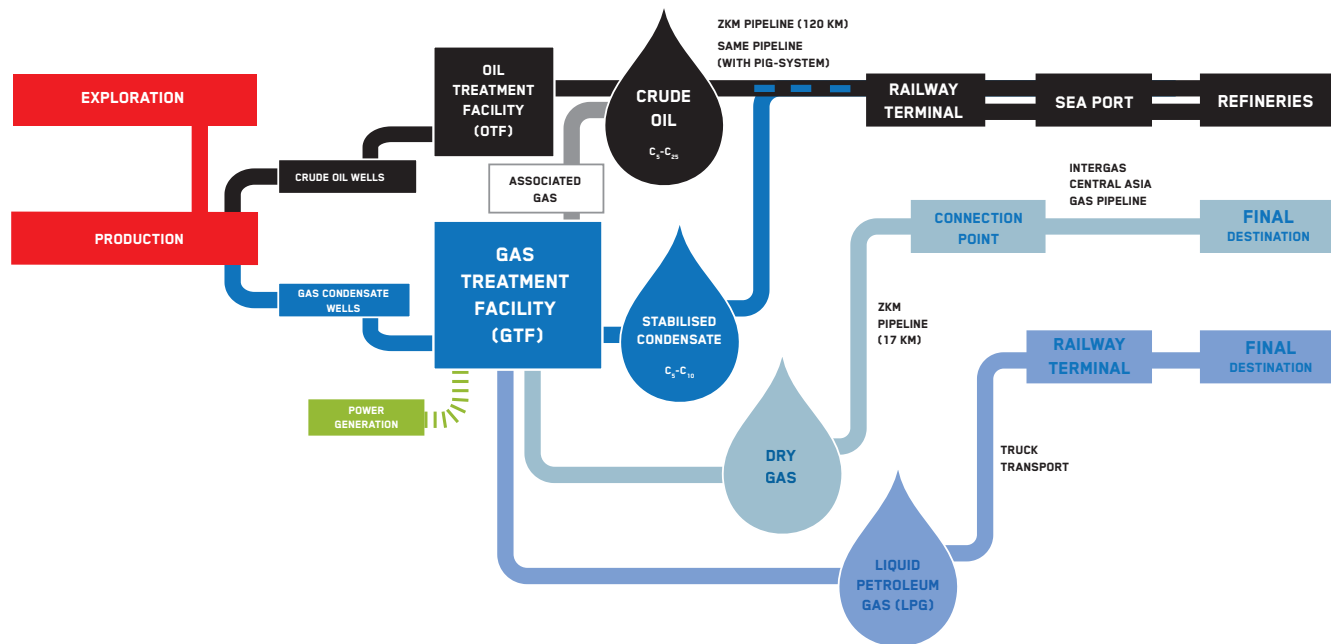 EXPLORATION
PRODUCTION
CRUDE OIL WELLS
GAS CONDENSATE
WELLS
OIL
TREATMENT
FACILITY
(OTF)
ASSOCIATED
GAS
GAS
TREATMENT
FACILITY
(GTF)
POWER
GENERATION
CRUDE
OIL
C₅-C₂₅
STABILISED
CONDENSATE
C₅-C₁₀
ZKM PIPELINE (120 KM)
SAME PIPELINE
(WITH PIG-SYSTEM)
RAILWAY
TERMINAL
SEA PORT
REFINERIES
DRY
GAS
ZKM
PIPELINE
(17 KM)
CONNECTION
POINT
INTERGAS
CENTRAL ASIA
GAS PIPELINE
FINAL
DESTINATION
LIQUID
PETROLEUM
GAS (LPG)
TRUCK
TRANSPORT
RAILWAY
TERMINAL
FINAL
DESTINATION